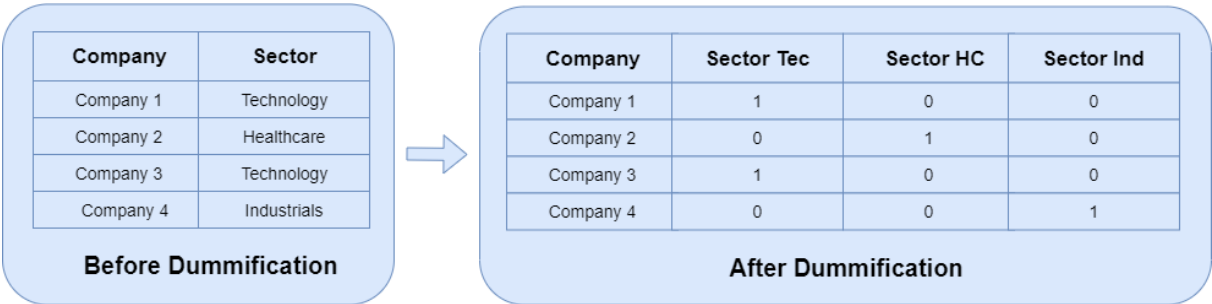 Company Sector
Company 1 Technology
Company 2 Healthcare
Company 3 Technology
Company 4 Industrials
Before Dummification
Company Sector Tec Sector HC Sector Ind
Company 1 1 0 0
Company 2 0 1 0
Company 3 1 0 0
Company 4 0 0 1
After Dummification